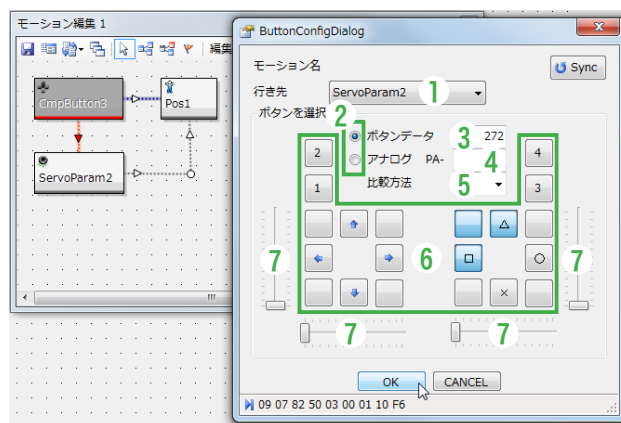 モーション編集 1
編集
CmpButton3
Pos1
ServoParam2
ButtonConfigDialog
モーション名
Sync
行き先
ServoParam2
1
ボタンを選択
2
ボタンデータ
3
272
アナログ PA-
4
比較方法
5
2
1
4
3
6
7
7
7
7
OK
CANCEL
09 07 82 50 03 00 01 10 F6